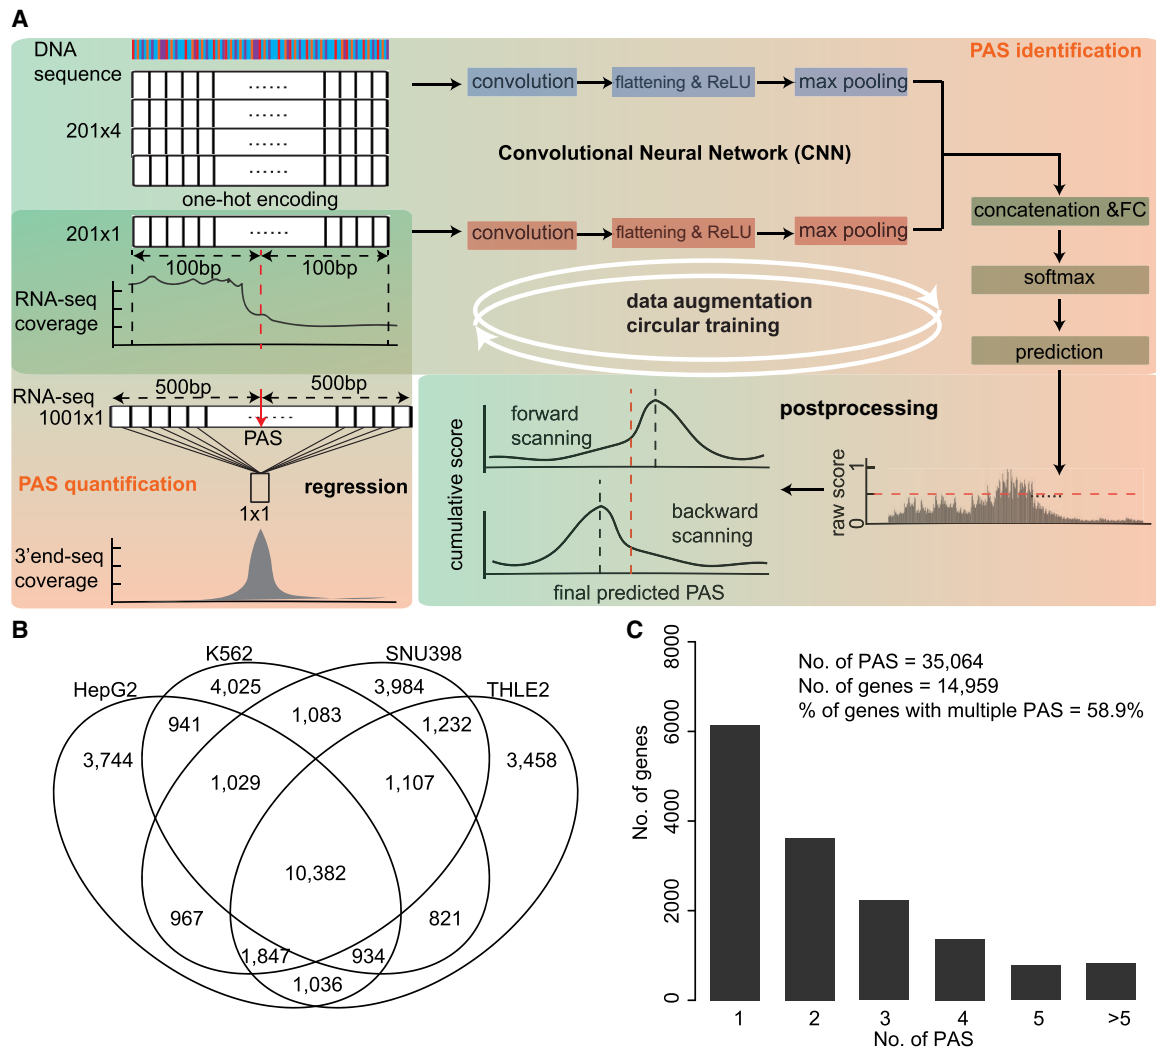 A
DNA
sequence
201x4
......
......
......
......
one-hot encoding
201x1
......
100bp
100bp
RNA-seq
coverage
convolution
flattening & ReLU
max pooling
PAS identification
Convolutional Neural Network (CNN)
convolution
flattening & ReLU
max pooling
concatenation &FC
softmax
prediction
data augmentation
circular training
RNA-seq
1001x1
500bp
500bp
PAS
PAS quantification
regression
1x1
3'end-seq
coverage
postprocessing
cumulative score
forward
scanning
backward
scanning
final predicted PAS
raw score
1
0
B
HepG2
K562
SNU398
THLE2
4,025
3,984
941
1,083
1,232
3,744
3,458
1,029
1,107
10,382
967
821
1,847
934
1,036
C
No. of PAS = 35,064
No. of genes = 14,959
% of genes with multiple PAS = 58.9%
No. of genes
8000
6000
4000
2000
0
1
2
3
4
5
>5
No. of PAS